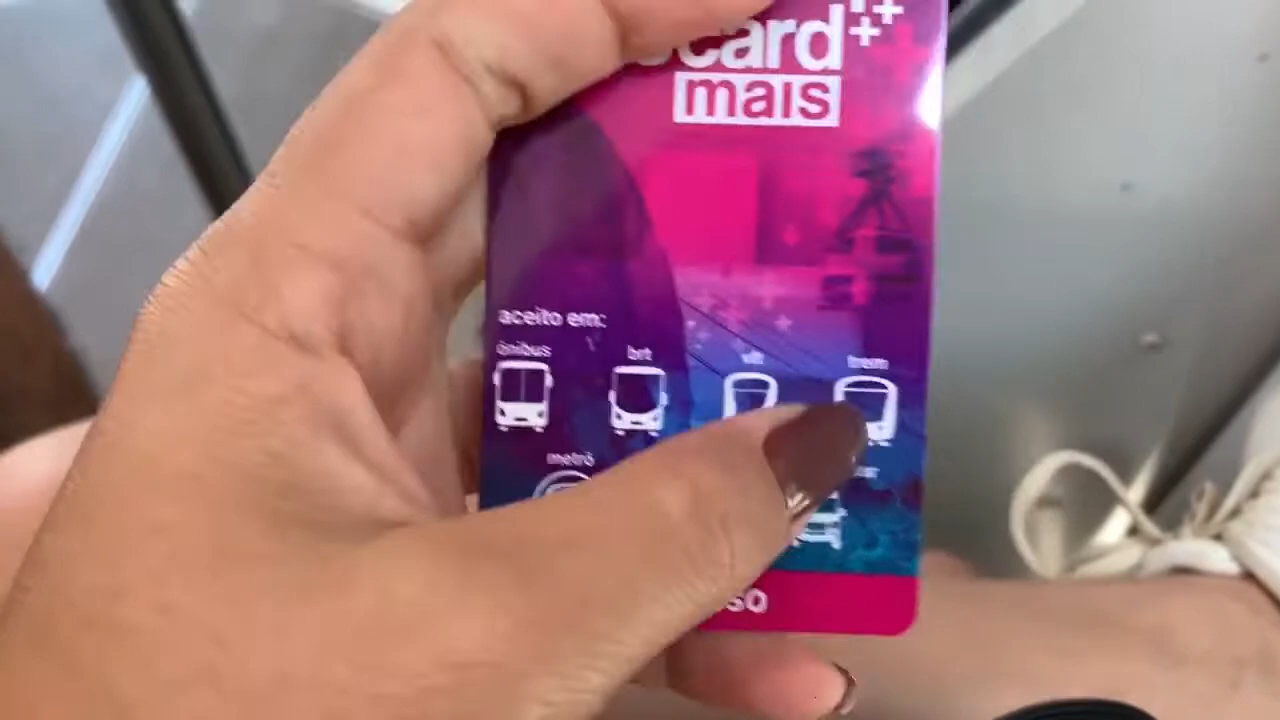 card++
mais
aceito em:
ônibus
brt
vlt
trem
metrô